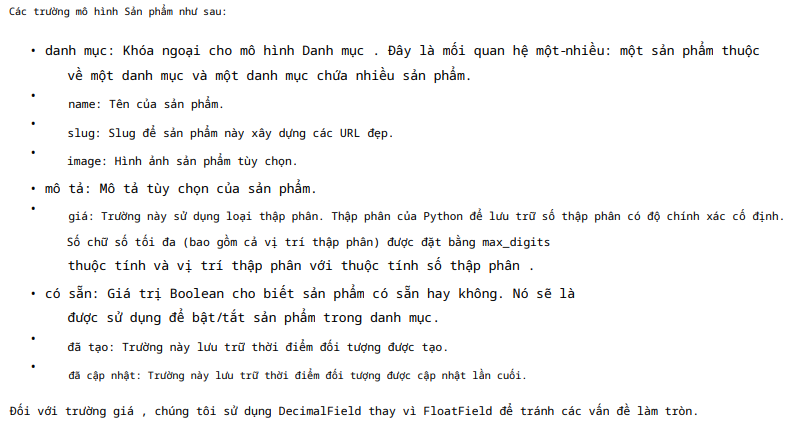 Các trường mô hình Sản phẩm như sau:
• danh mục: Khóa ngoại cho mô hình Danh mục . Đây là mối quan hệ một-nhiều: một sản phẩm thuộc
về một danh mục và một danh mục chứa nhiều sản phẩm.
• name: Tên của sản phẩm.
• slug: Slug để sản phẩm này xây dựng các URL đẹp.
• image: Hình ảnh sản phẩm tùy chọn.
• mô tả: Mô tả tùy chọn của sản phẩm.
• giá: Trường này sử dụng loại thập phân. Thập phân của Python để lưu trữ số thập phân có độ chính xác cố định.
Số chữ số tối đa (bao gồm cả vị trí thập phân) được đặt bằng max_digits
thuộc tính và vị trí thập phân với thuộc tính số thập phân .
• có sẵn: Giá trị Boolean cho biết sản phẩm có sẵn hay không. Nó sẽ là
được sử dụng để bật/tắt sản phẩm trong danh mục.
• đã tạo: Trường này lưu trữ thời điểm đối tượng được tạo.
• đã cập nhật: Trường này lưu trữ thời điểm đối tượng được cập nhật lần cuối.
Đối với trường giá , chúng tôi sử dụng DecimalField thay vì FloatField để tránh các vấn đề làm tròn.